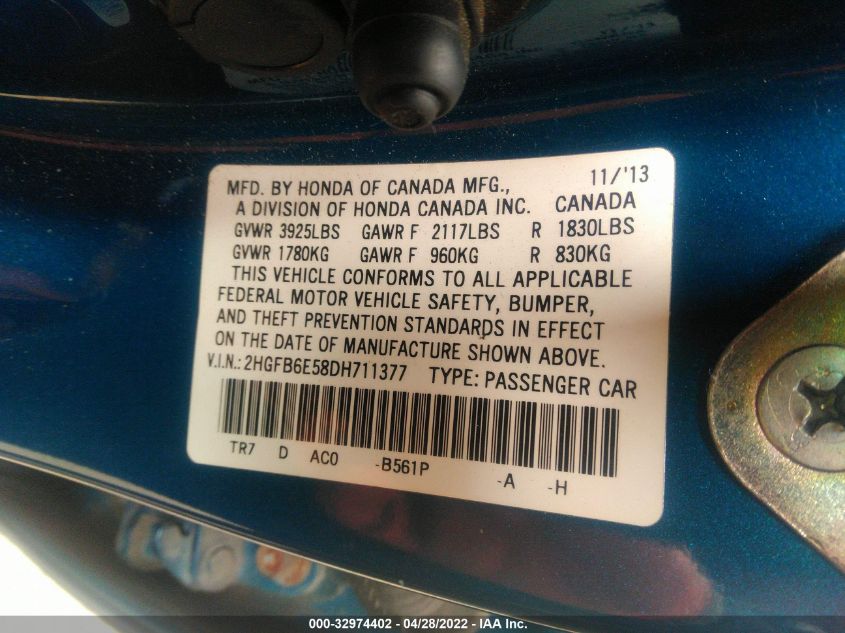 MFD. BY HONDA OF CANADA MFG., 11/'13
A DIVISION OF HONDA CANADA INC. CANADA
GVWR 3925LBS GAWR F 2117LBS R 1830LBS
GVWR 1780KG GAWR F 960KG R 830KG
THIS VEHICLE CONFORMS TO ALL APPLICABLE
FEDERAL MOTOR VEHICLE SAFETY, BUMPER,
AND THEFT PREVENTION STANDARDS IN EFFECT
ON THE DATE OF MANUFACTURE SHOWN ABOVE.
V.I.N.: 2HGFB6E58DH711377 TYPE: PASSENGER CAR
TR7 D AC0 -B561P -A -H
000-32974402 - 04/28/2022 - IAA Inc.